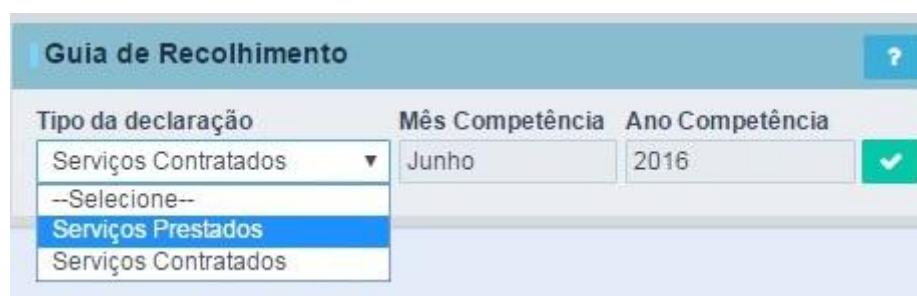 Guia de Recolhimento
?
Tipo da declaração Mês Competência Ano Competência
Serviços Contratados Junho 2016
--Selecione--
Serviços Prestados
Serviços Contratados